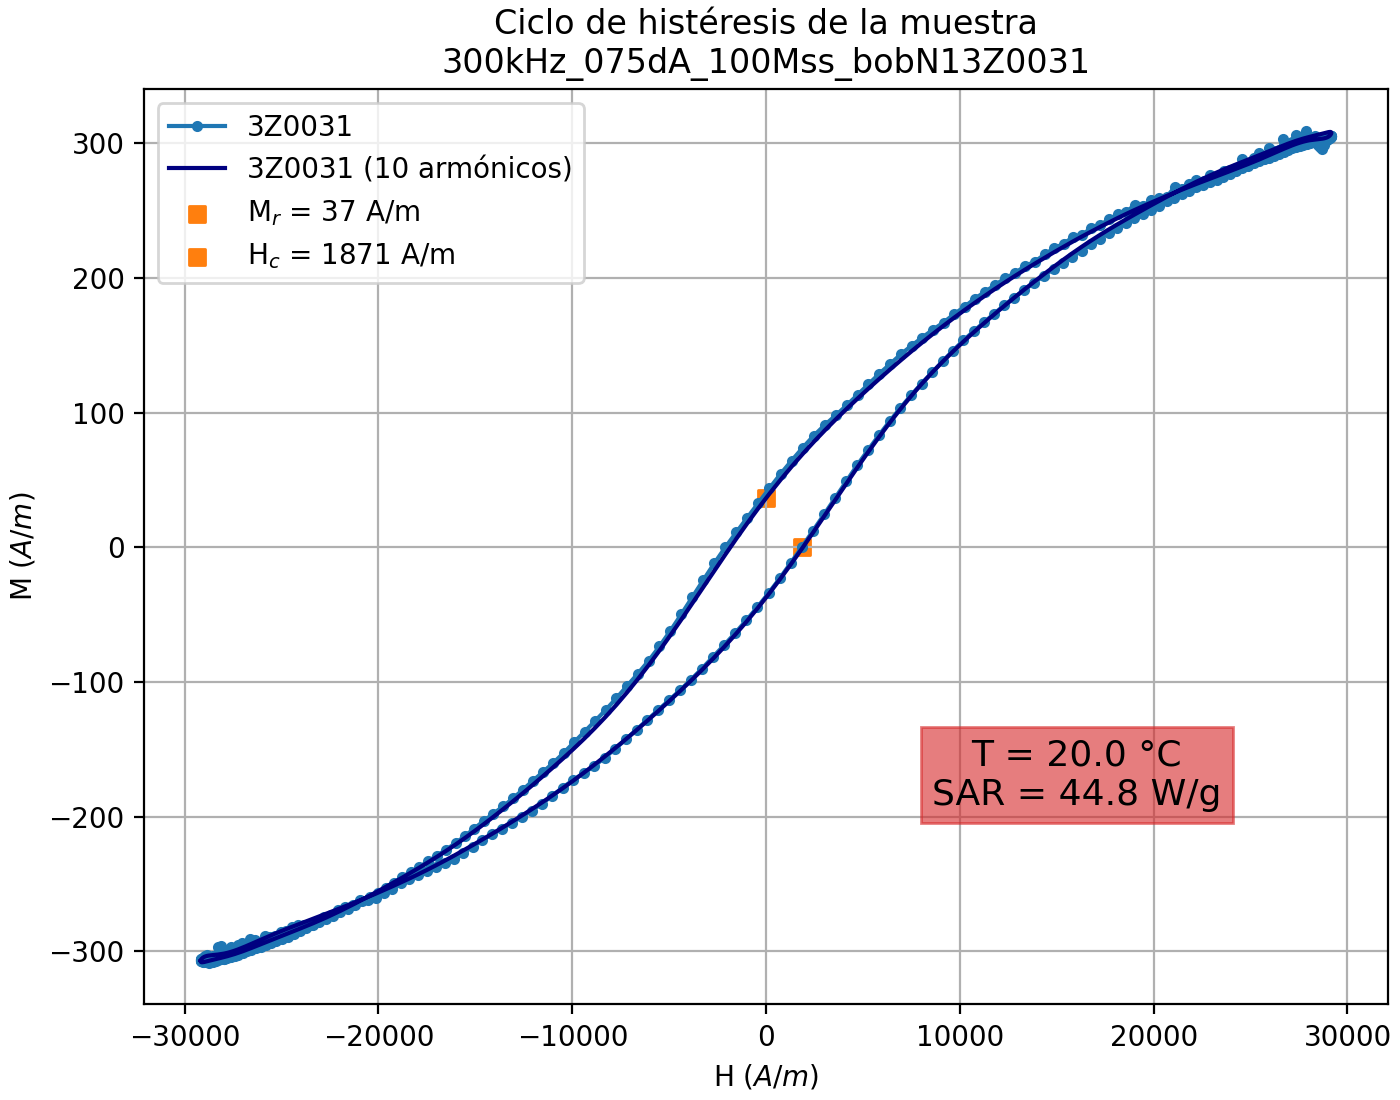 Ciclo de histéresis de la muestra
300kHz_075dA_100Mss_bobN13Z0031
3Z0031
3Z0031 (10 armónicos)
Mr = 37 A/m
Hc = 1871 A/m
300
200
100
0
−100
−200
−300
M (A/m)
T = 20.0 °C
SAR = 44.8 W/g
−30000
−20000
−10000
0
10000
20000
30000
H (A/m)